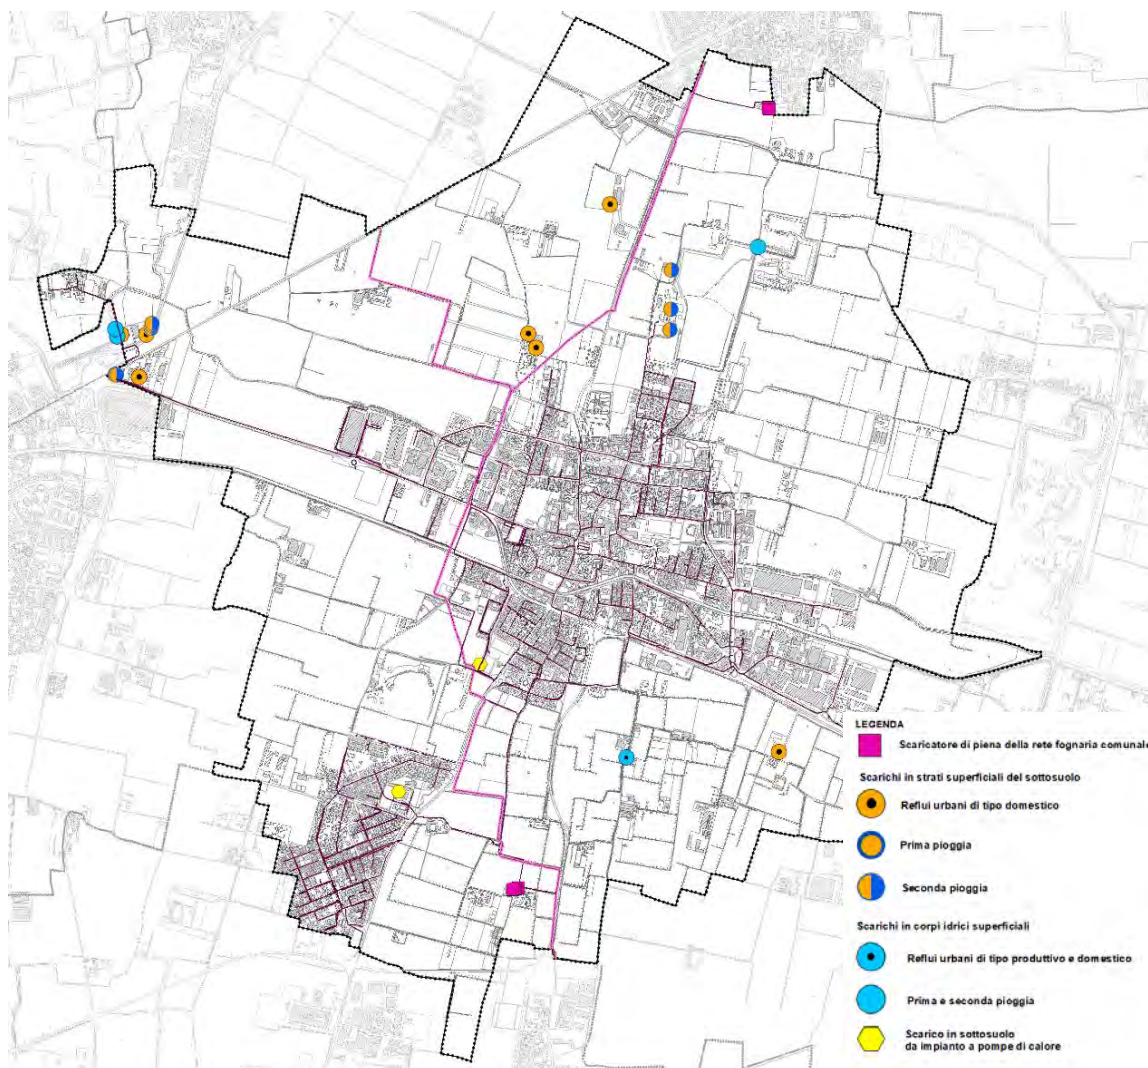 LEGENDA
Scaricatore di piena della rete fognaria comunale
Scarichi in strati superficiali del sottosuolo
Reflui urbani di tipo domestico
Prima pioggia
Seconda pioggia
Scarichi in corpi idrici superficiali
Reflui urbani di tipo produttivo e domestico
Prima e seconda pioggia
Scarico in sottosuolo
da impianto a pompe di calore